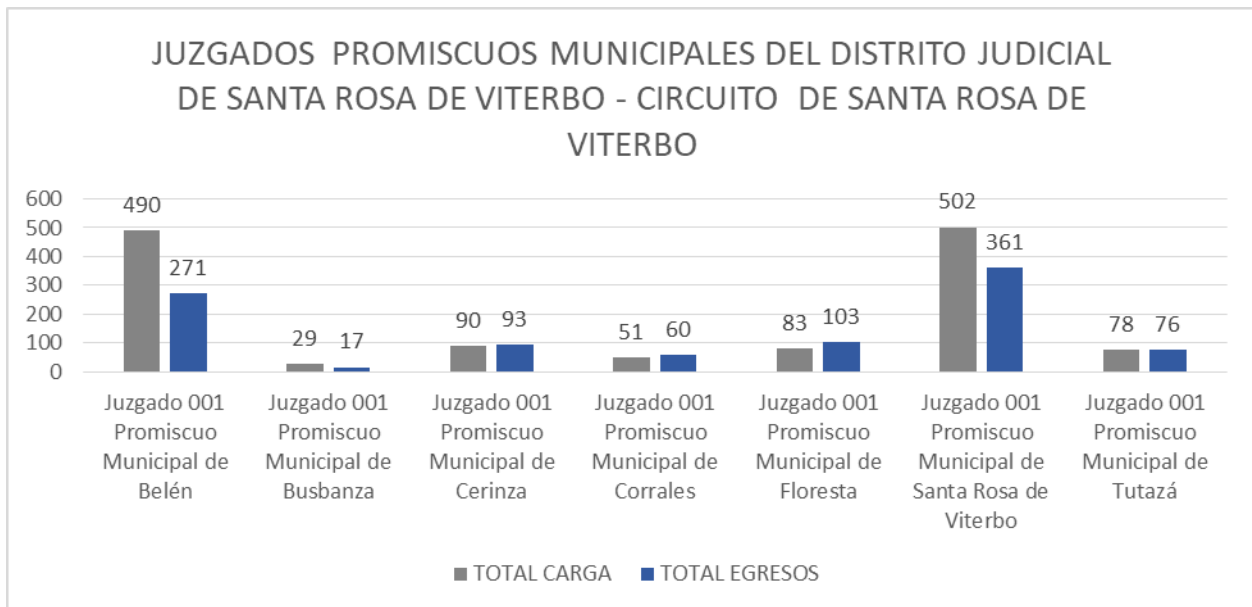 JUZGADOS PROMISCUOS MUNICIPALES DEL DISTRITO JUDICIAL
DE SANTA ROSA DE VITERBO - CIRCUITO DE SANTA ROSA DE
VITERBO
600
500
400
300
200
100
0
490
271
29
17
90
93
51
60
83
103
502
361
78
76
Juzgado 001
Promiscuo
Municipal de
Belén
Juzgado 001
Promiscuo
Municipal de
Busbanza
Juzgado 001
Promiscuo
Municipal de
Cerinza
Juzgado 001
Promiscuo
Municipal de
Corrales
Juzgado 001
Promiscuo
Municipal de
Floresta
Juzgado 001
Promiscuo
Municipal de
Santa Rosa de
Viterbo
Juzgado 001
Promiscuo
Municipal de
Tutazá
TOTAL CARGA
TOTAL EGRESOS